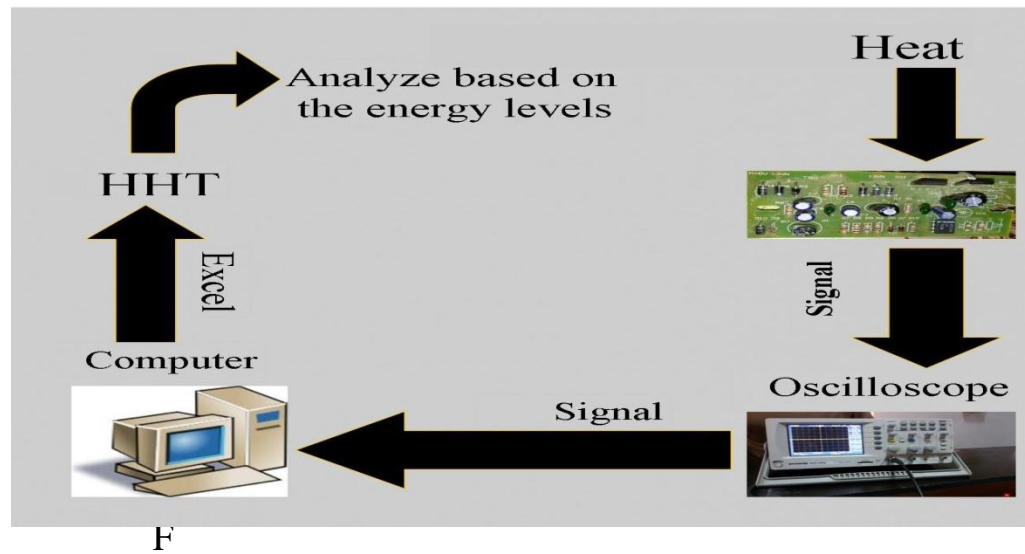 Heat
Analyze based on
the energy levels
HHT
Excel
Signal
Computer
Oscilloscope
Signal
F